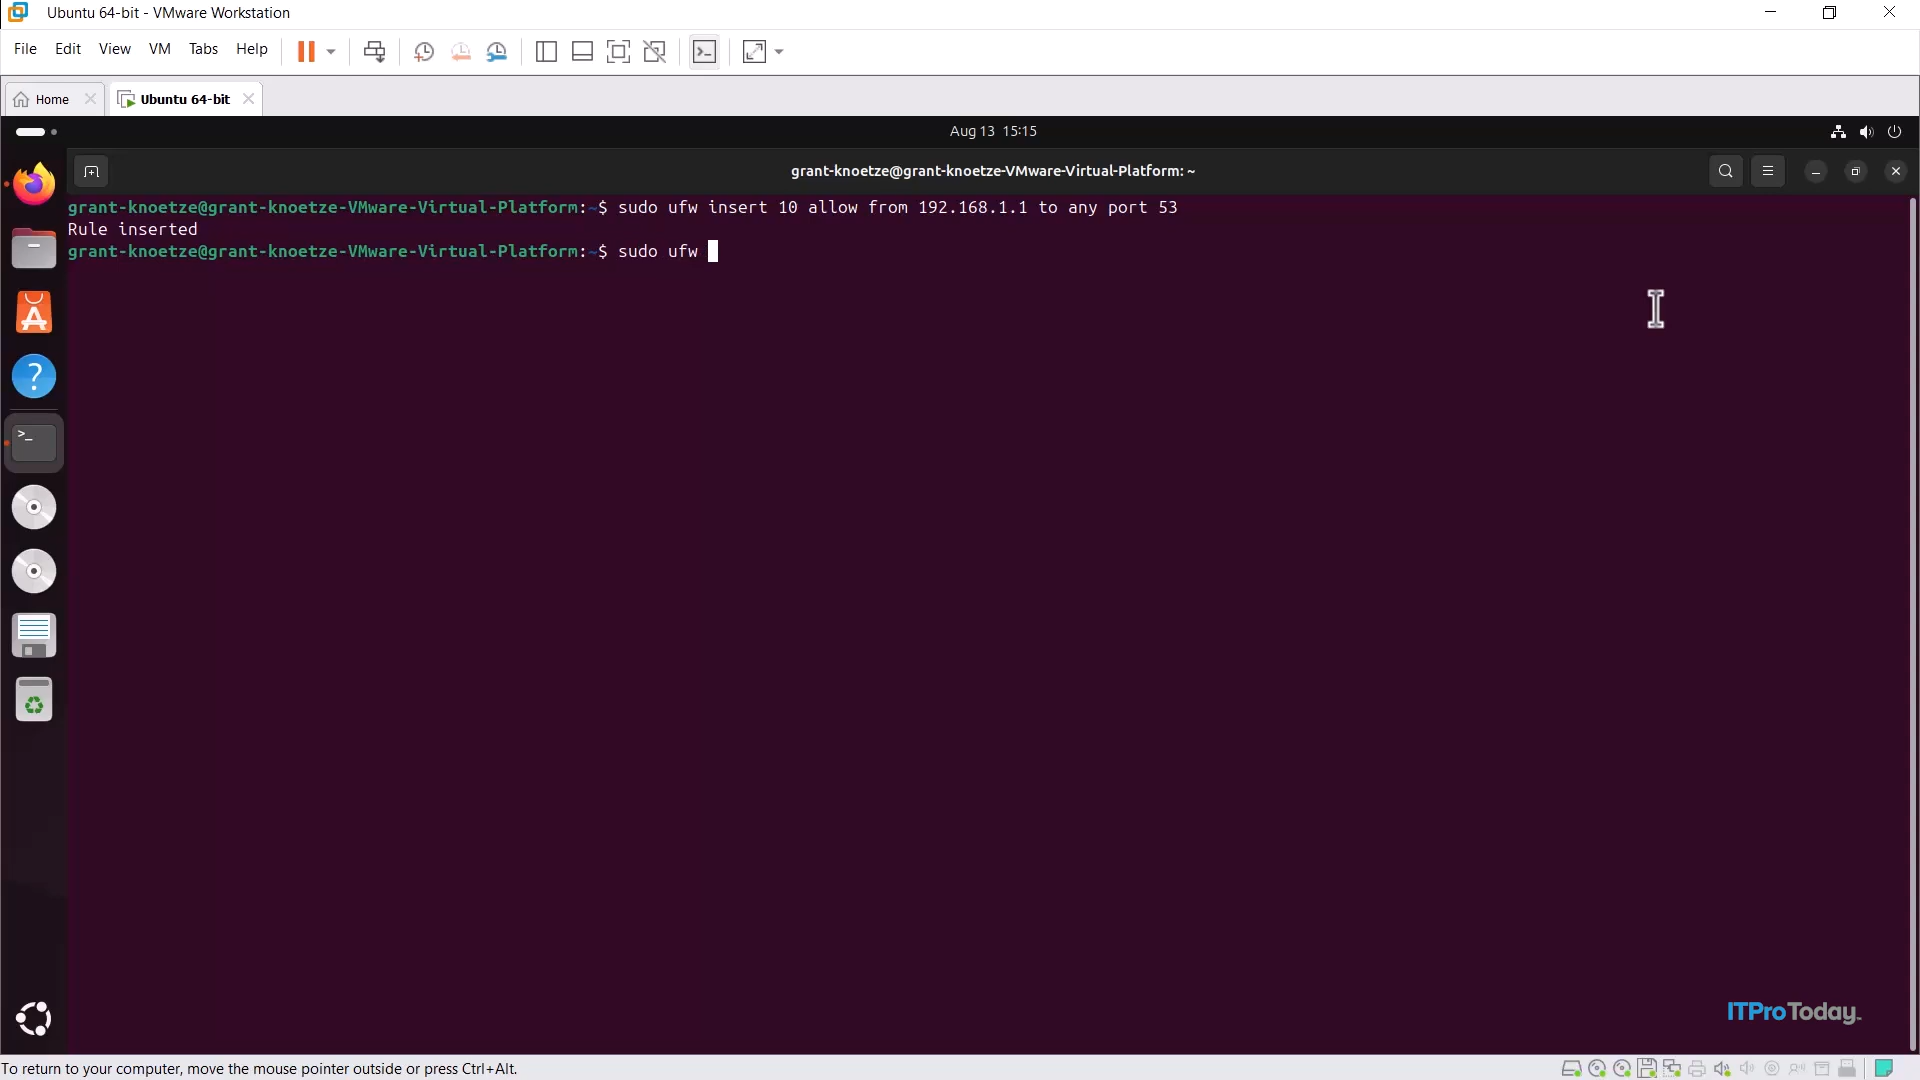 Ubuntu 64-bit - VMware Workstation
File Edit View VM Tabs Help
Home Ubuntu 64-bit
Aug 13 15:15
grant-knoetze@grant-knoetze-VMware-Virtual-Platform: ~
grant-knoetze@grant-knoetze-VMware-Virtual-Platform:~$ sudo ufw insert 10 allow from 192.168.1.1 to any port 53
Rule inserted
grant-knoetze@grant-knoetze-VMware-Virtual-Platform:~$ sudo ufw
ITProToday
To return to your computer, move the mouse pointer outside or press Ctrl+Alt.